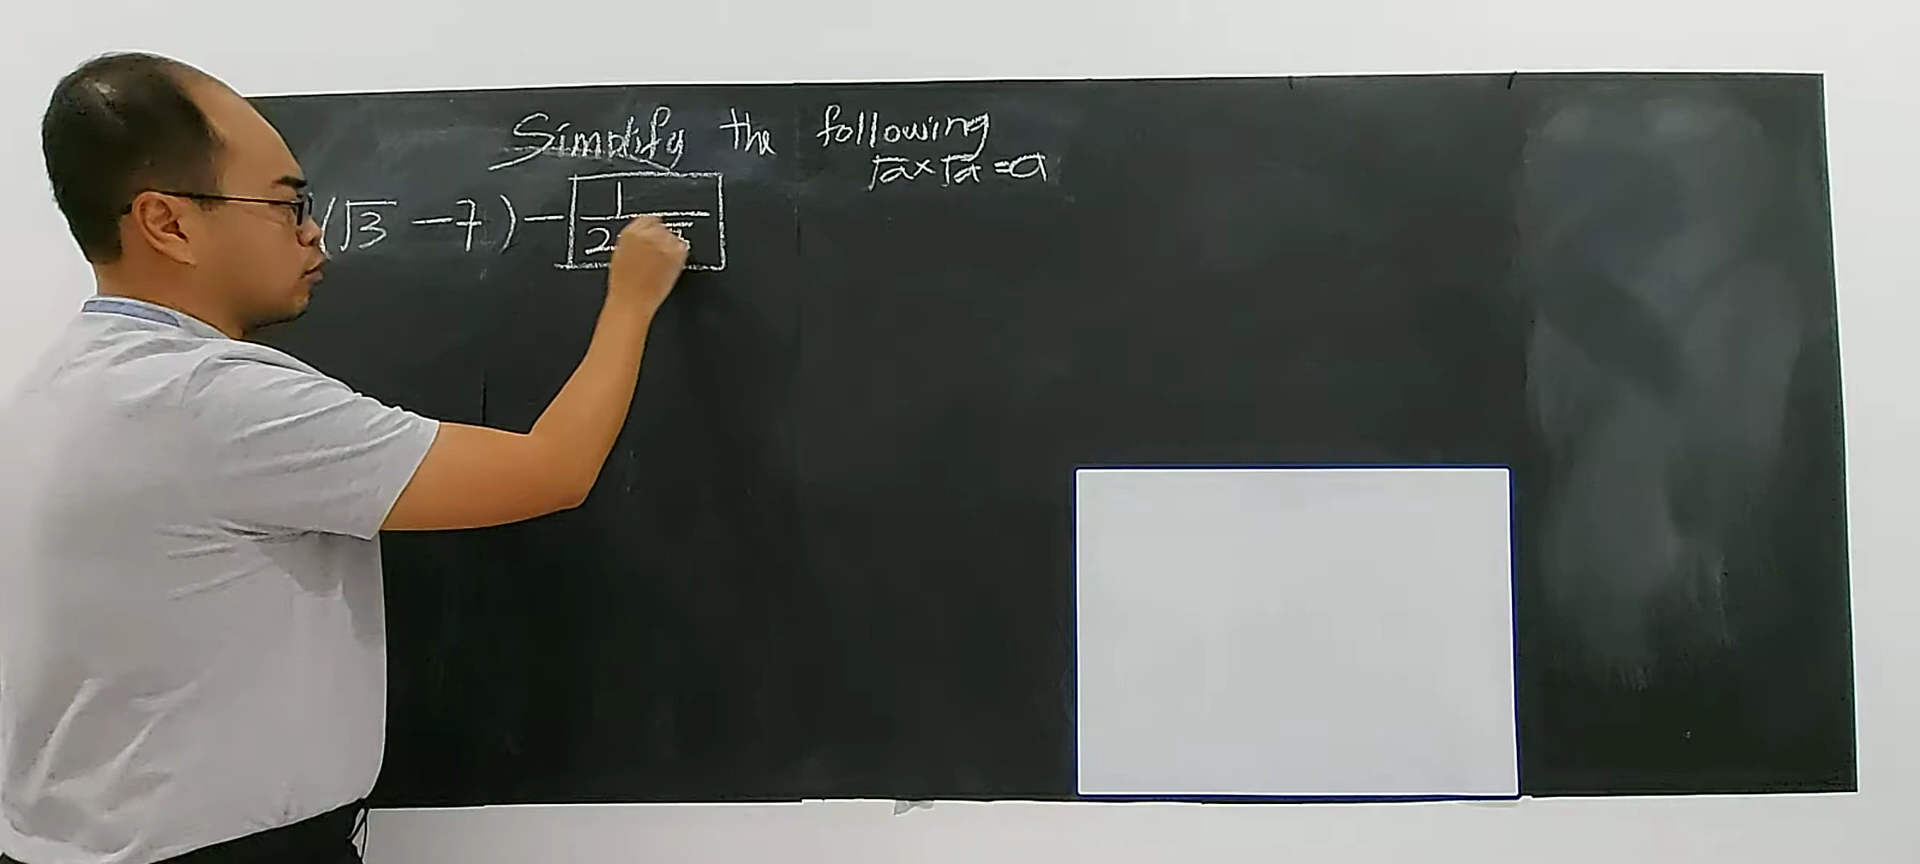 Simplify the following
√a×√a=a
(√3 -7) - 1/2